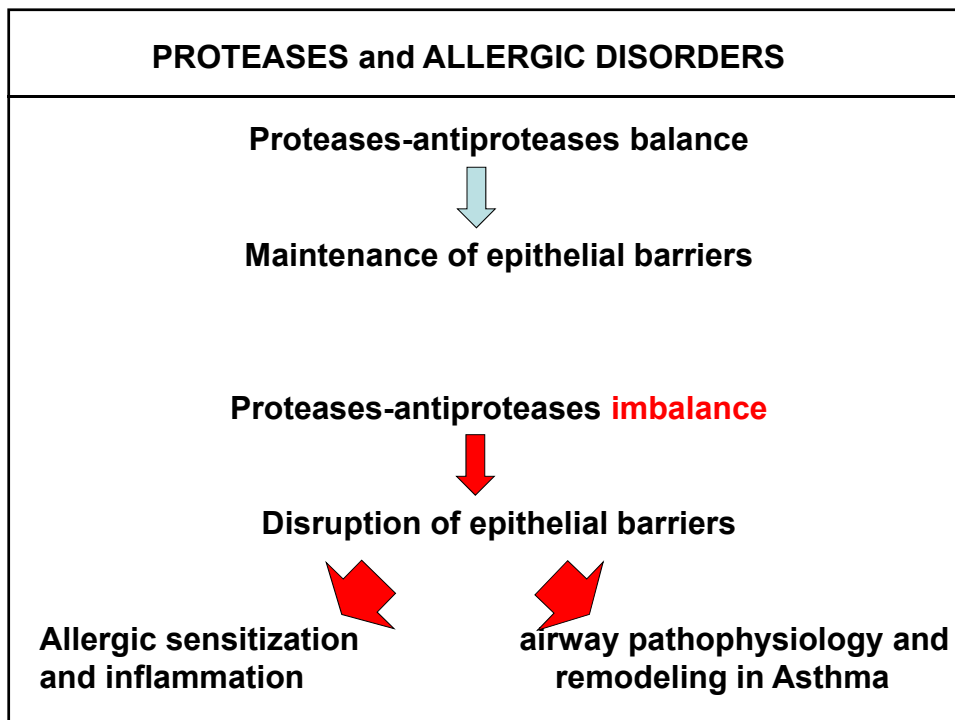 PROTEASES and ALLERGIC DISORDERS
Proteases-antiproteases balance
Maintenance of epithelial barriers
Proteases-antiproteases imbalance
Disruption of epithelial barriers
Allergic sensitization
and inflammation
airway pathophysiology and
remodeling in Asthma